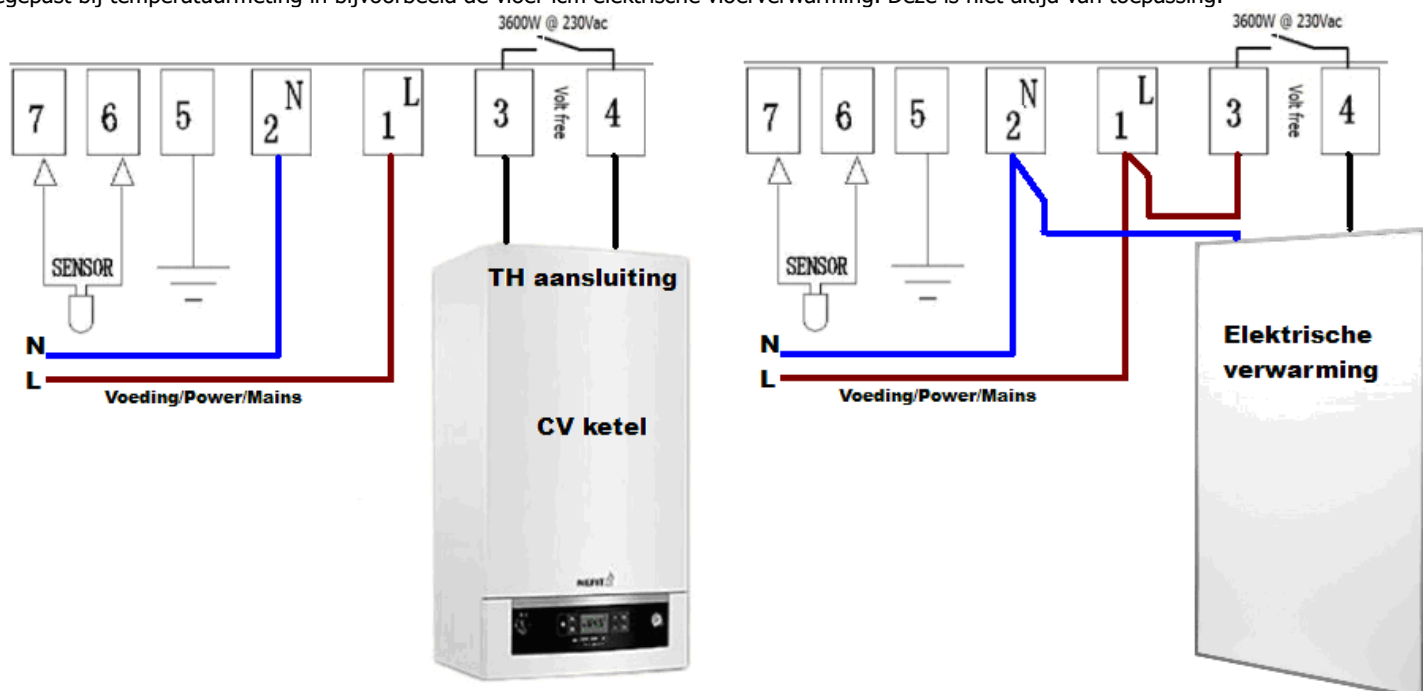 egepast bij temperatuurmeting in bijvoorbeeld de vloer icm elektrische vloerverwarming. Deze is niet altijd van toepassing.
3600W @ 230Vac
7 6 5 2 N 1 L 3 Volt free 4
SENSOR
TH aansluiting
N
L
Voeding/Power/Mains
CV ketel
NEFIT
3600W @ 230Vac
7 6 5 2 N 1 L 3 Volt free 4
SENSOR
N
L
Voeding/Power/Mains
Elektrische
verwarming